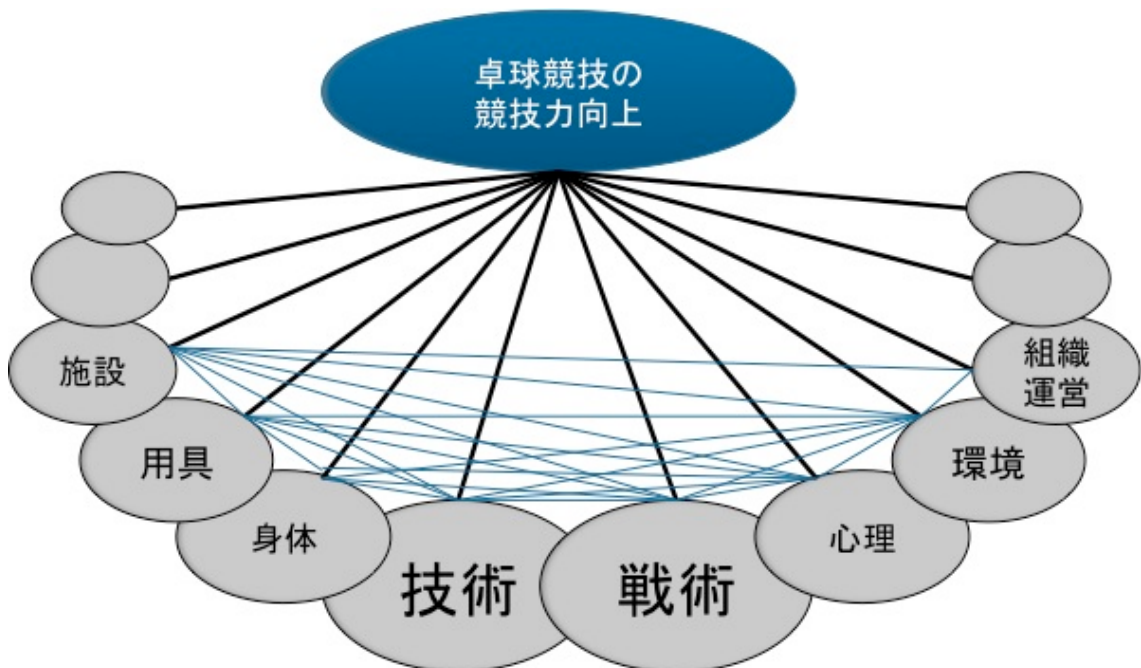 卓球競技の
競技力向上
施設
用具
身体
技術
戦術
心理
環境
組織
運営